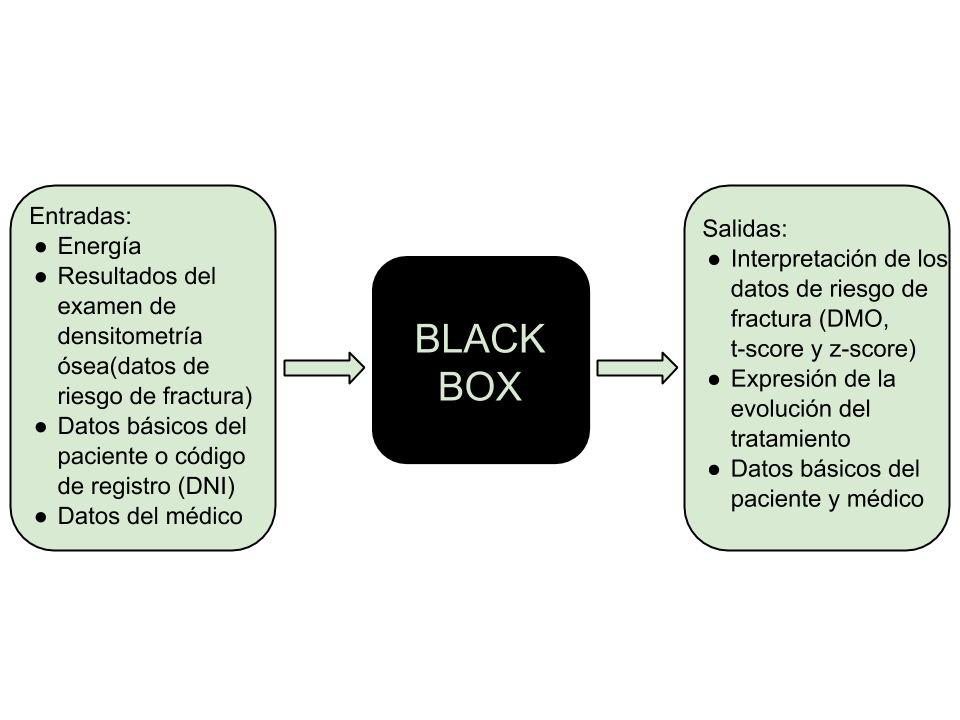 Entradas:
● Energía
● Resultados del
examen de
densitometría
ósea(datos de
riesgo de fractura)
● Datos básicos del
paciente o código
de registro (DNI)
● Datos del médico
BLACK
BOX
Salidas:
● Interpretación de los
datos de riesgo de
fractura (DMO,
t-score y z-score)
● Expresión de la
evolución del
tratamiento
● Datos básicos del
paciente y médico